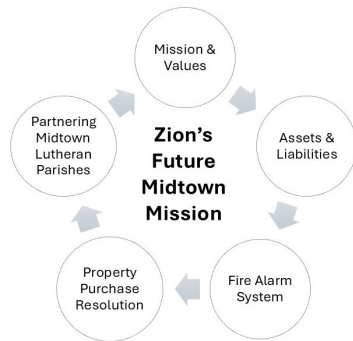 Mission &
Values
Assets &
Liabilities
Fire Alarm
System
Property
Purchase
Resolution
Partnering
Midtown
Lutheran
Parishes
Zion's
Future
Midtown
Mission